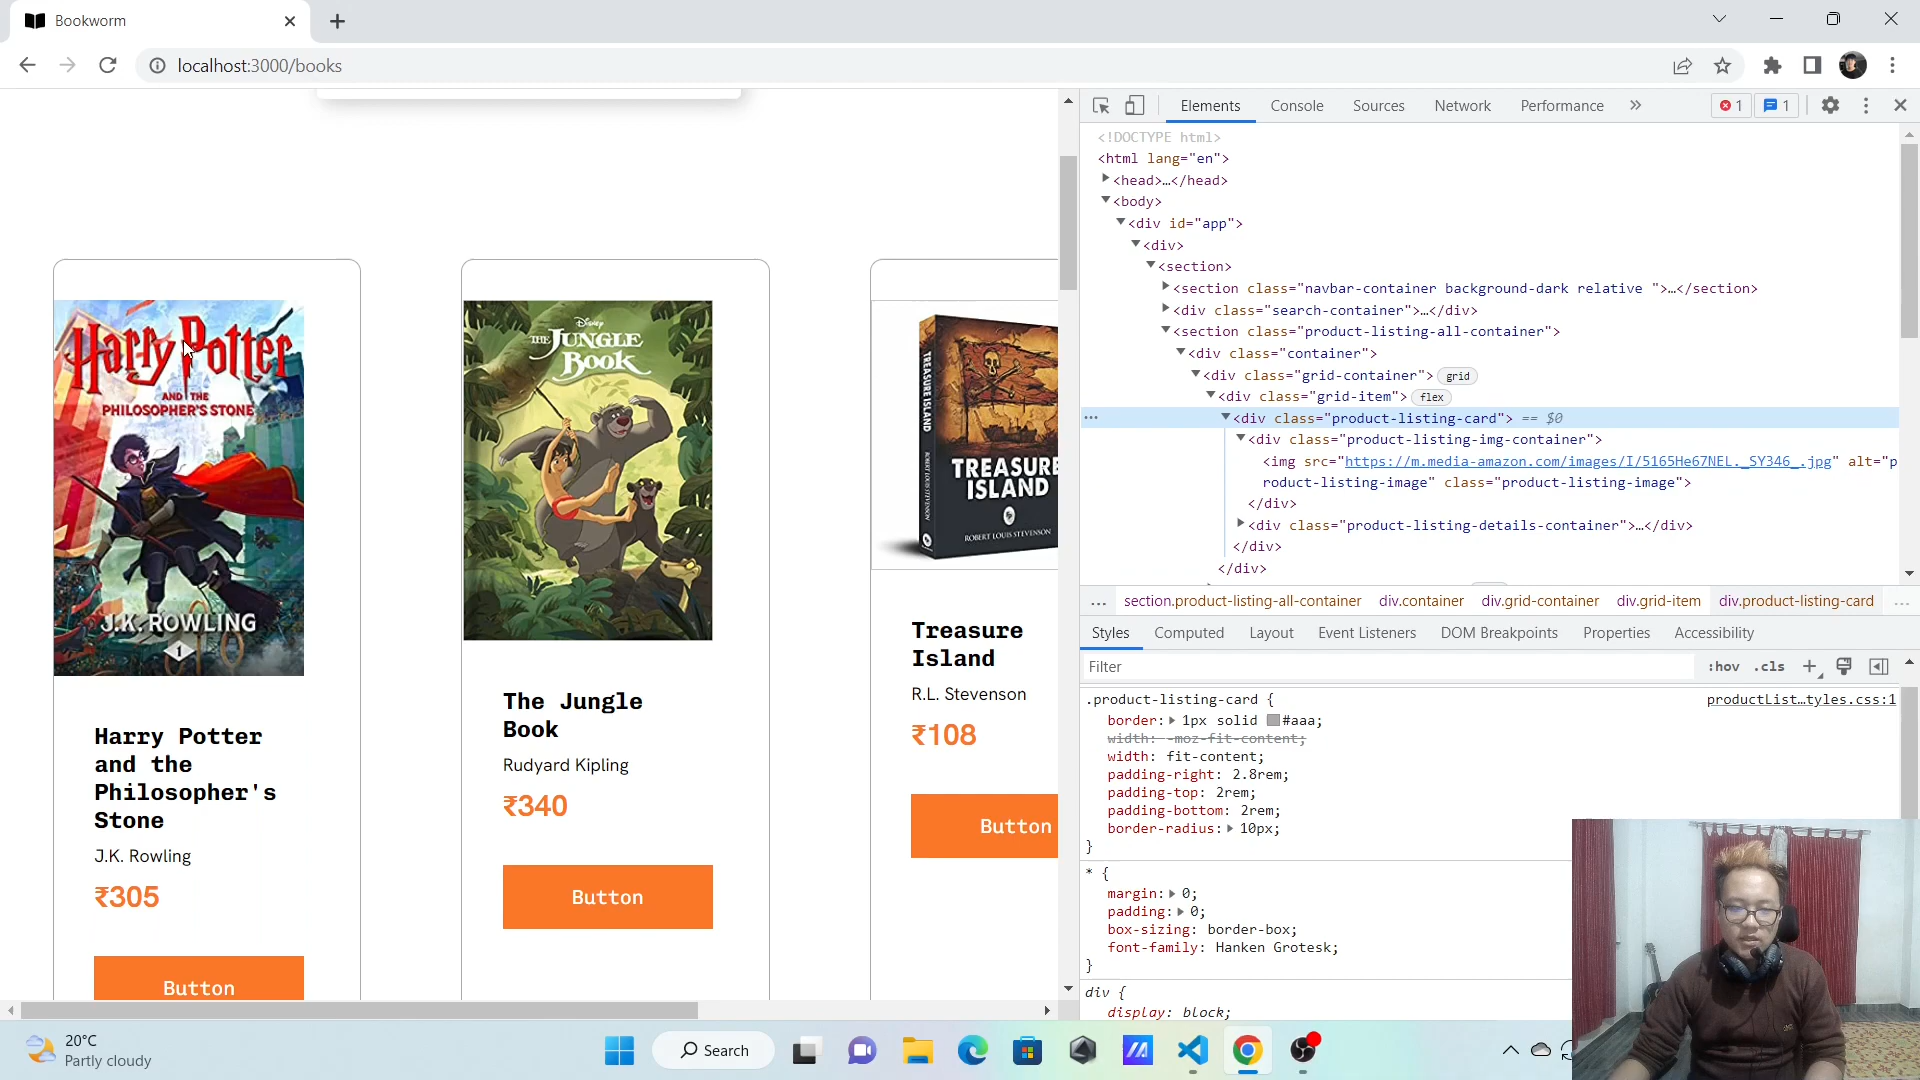 Bookworm
localhost:3000/books
Harry Potter
AND THE
PHILOSOPHER'S STONE
J.K. ROWLING
1
Harry Potter
and the
Philosopher's
Stone
J.K. Rowling
₹305
Button
Disney
THE JUNGLE
BOOK
The Jungle
Book
Rudyard Kipling
₹340
Button
TREASURE ISLAND
ROBERT LOUIS STEVENSON
TREASURE
ISLAND
ROBERT LOUIS STEVENSON
Treasure
Island
R.L. Stevenson
₹108
Button
Elements
Console
Sources
Network
Performance
»
1
1
<!DOCTYPE html>
<html lang="en">
<head>…</head>
<body>
<div id="app">
<div>
<section>
<section class="navbar-container background-dark relative ">…</section>
<div class="search-container">…</div>
<section class="product-listing-all-container">
<div class="container">
<div class="grid-container"> grid
<div class="grid-item"> flex
… <div class="product-listing-card"> == $0
<div class="product-listing-img-container">
<img src="https://m.media-amazon.com/images/I/5165He67NEL._SY346_.jpg" alt="p
roduct-listing-image" class="product-listing-image">
</div>
<div class="product-listing-details-container">…</div>
</div>
</div>
… section.product-listing-all-container div.container div.grid-container div.grid-item div.product-listing-card …
Styles
Computed
Layout
Event Listeners
DOM Breakpoints
Properties
Accessibility
Filter
:hov .cls
.product-listing-card {
productList…tyles.css:1
border: 1px solid #aaa;
width: -moz-fit-content;
width: fit-content;
padding-right: 2.8rem;
padding-top: 2rem;
padding-bottom: 2rem;
border-radius: 10px;
}
* {
margin: 0;
padding: 0;
box-sizing: border-box;
font-family: Hanken Grotesk;
}
div {
display: block;
20°C
Partly cloudy
Search